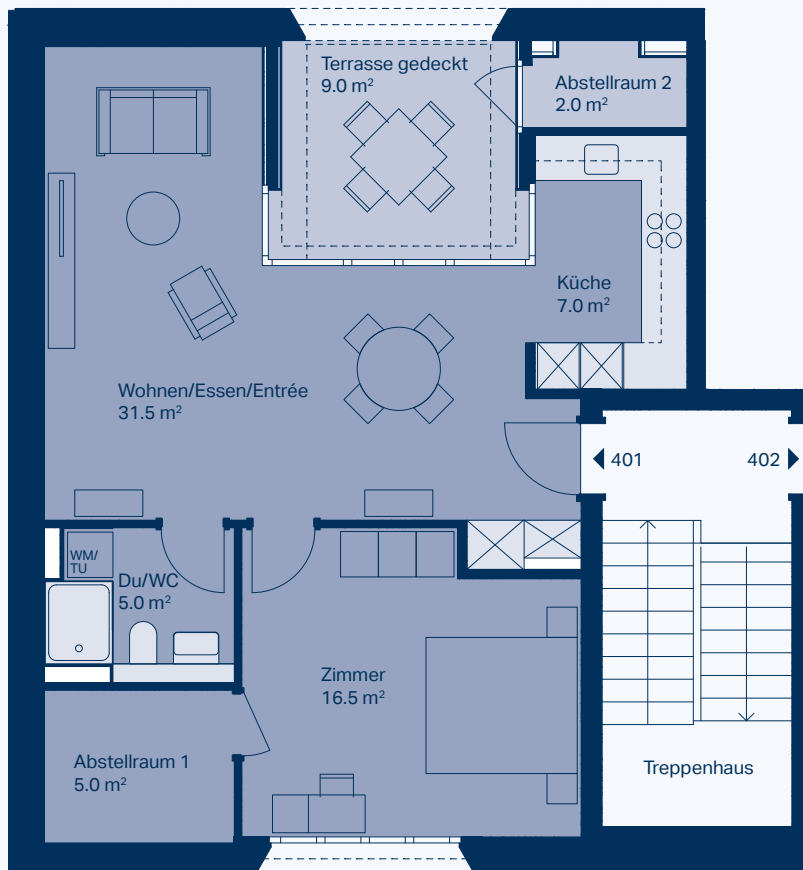 Terrasse gedeckt
9.0 m²
Abstellraum 2
2.0 m²
Küche
7.0 m²
Wohnen/Essen/Entrée
31.5 m²
401
402
WM/
TU
Du/WC
5.0 m²
Zimmer
16.5 m²
Abstellraum 1
5.0 m²
Treppenhaus